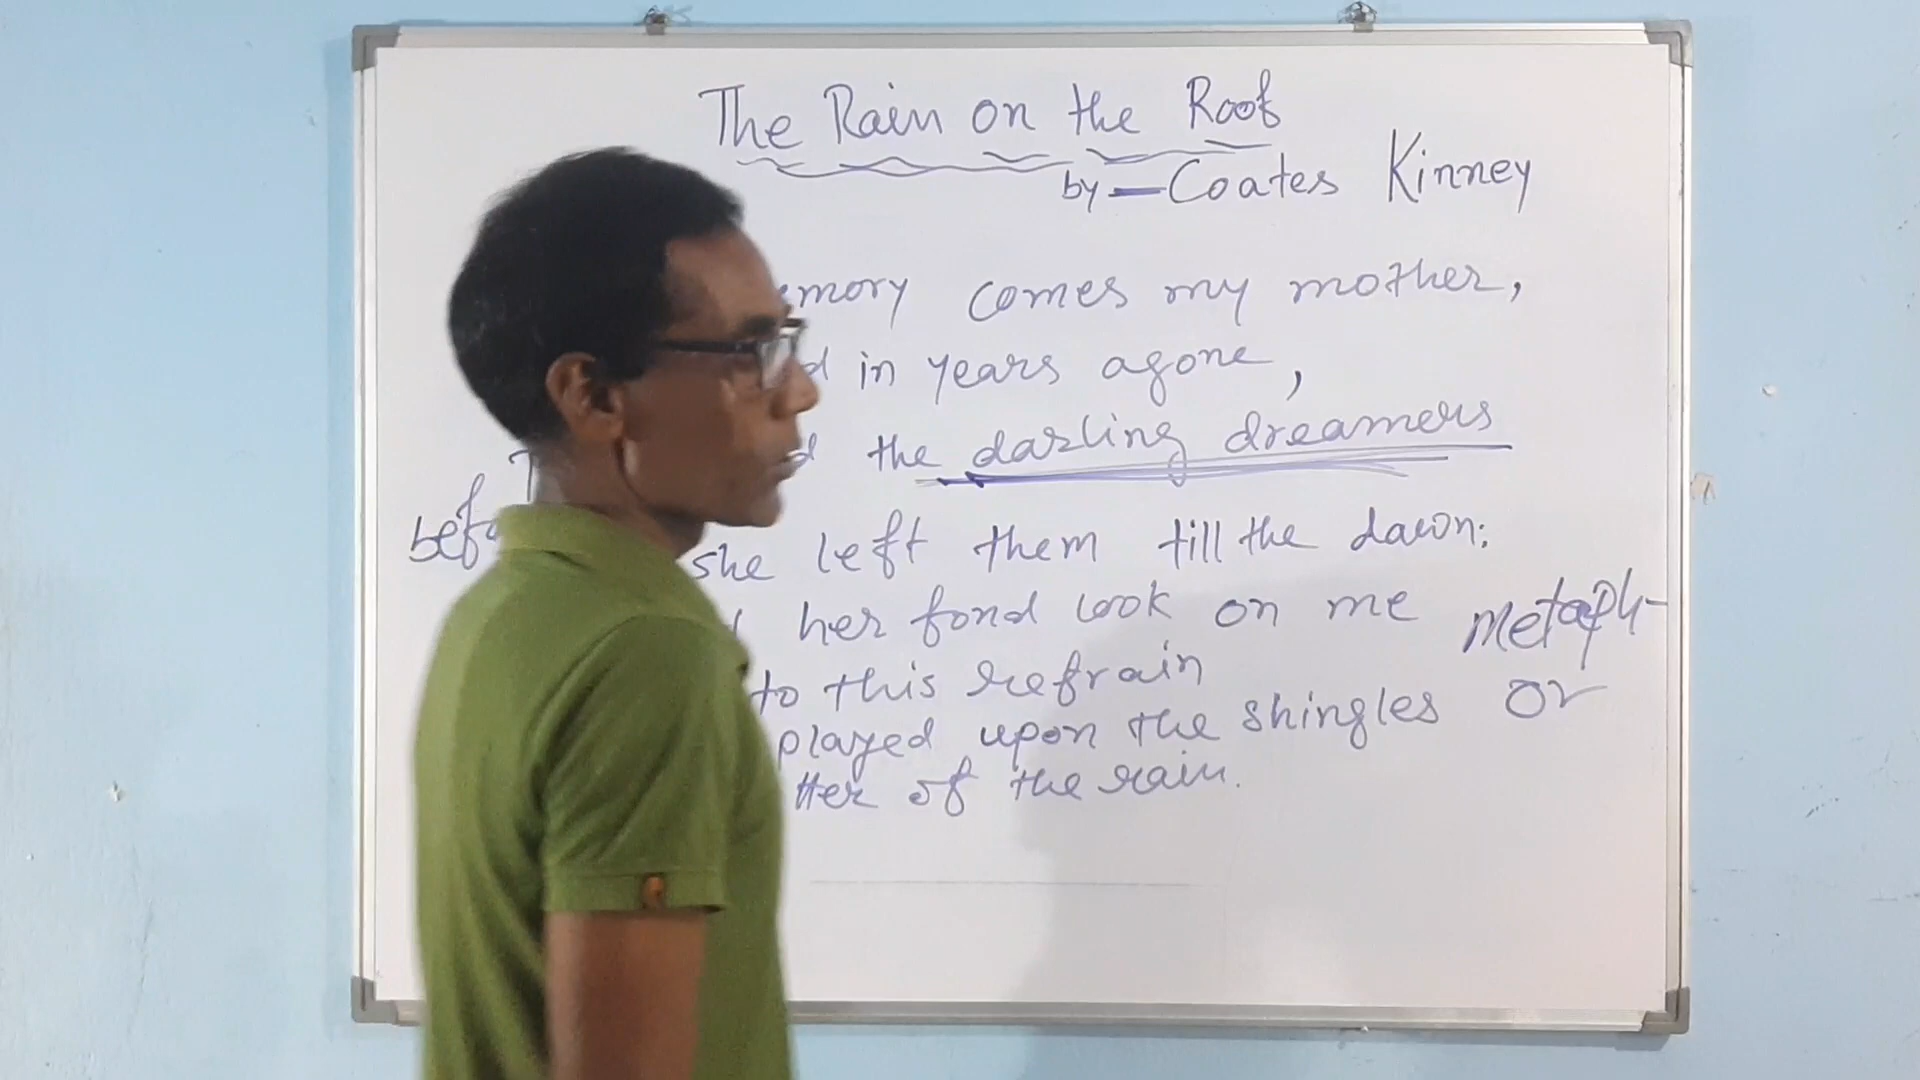 The Rain on the Roof
by — Coates Kinney
emory comes my mother,
d in years agone,
d the darling dreamers
she left them till the dawn:
her fond look on me
to this refrain
played upon the shingles
tter of the rain.
metaph-
or